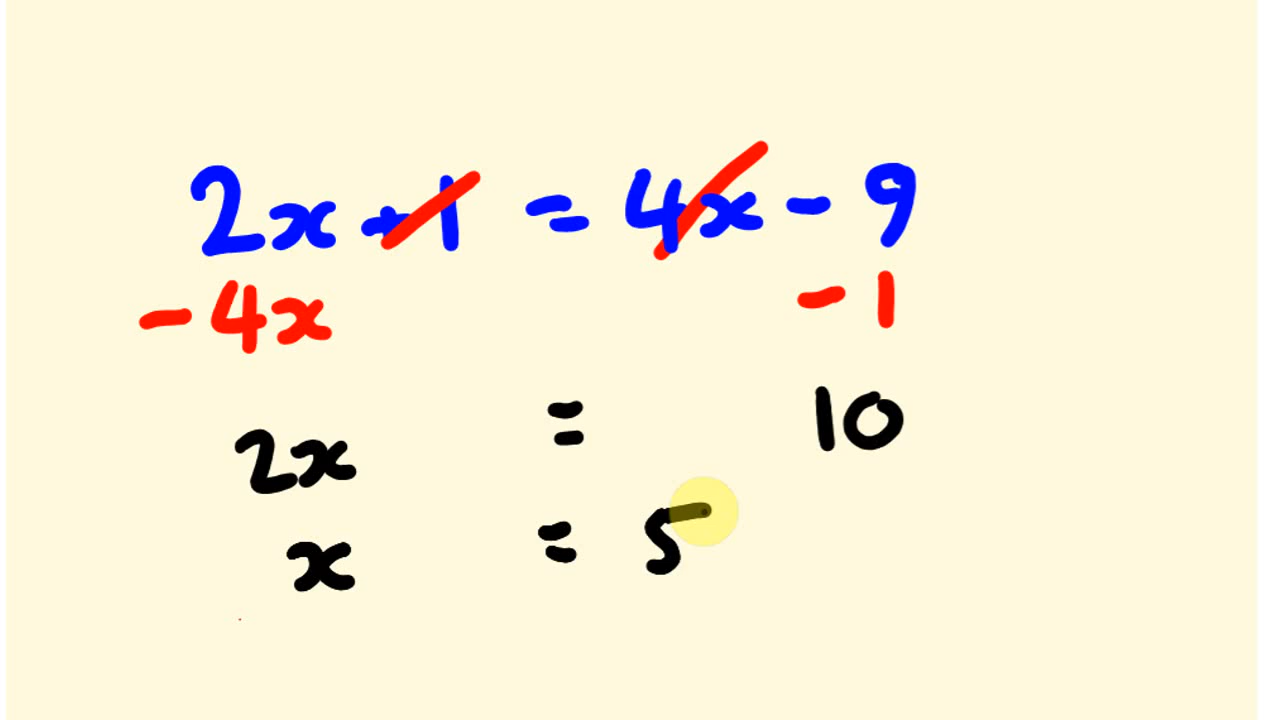 2x + 1 = 4x - 9
- 4x - 1
2x = 10
x = 5